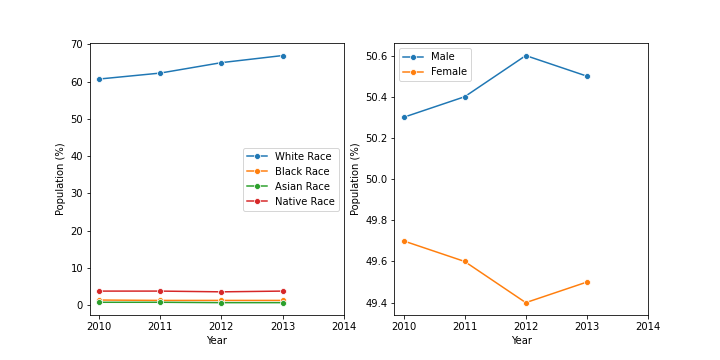 70
60
50
40
30
20
10
0
Population (%)
White Race
Black Race
Asian Race
Native Race
2010 2011 2012 2013 2014
Year
50.6
50.4
50.2
50.0
49.8
49.6
49.4
Population (%)
Male
Female
2010 2011 2012 2013 2014
Year